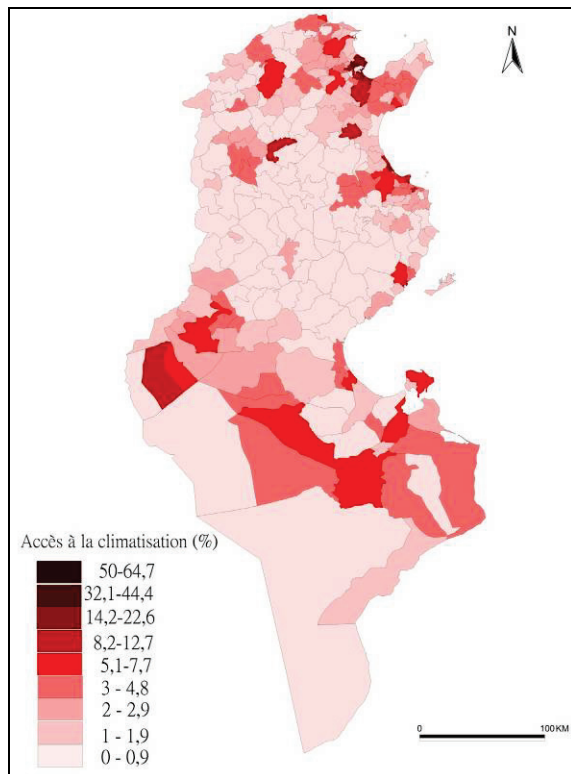 N
Accès à la climatisation (%)
50-64,7
32,1-44,4
14,2-22,6
8,2-12,7
5,1-7,7
3 - 4,8
2 - 2,9
1 - 1,9
0 - 0,9
0 100 KM